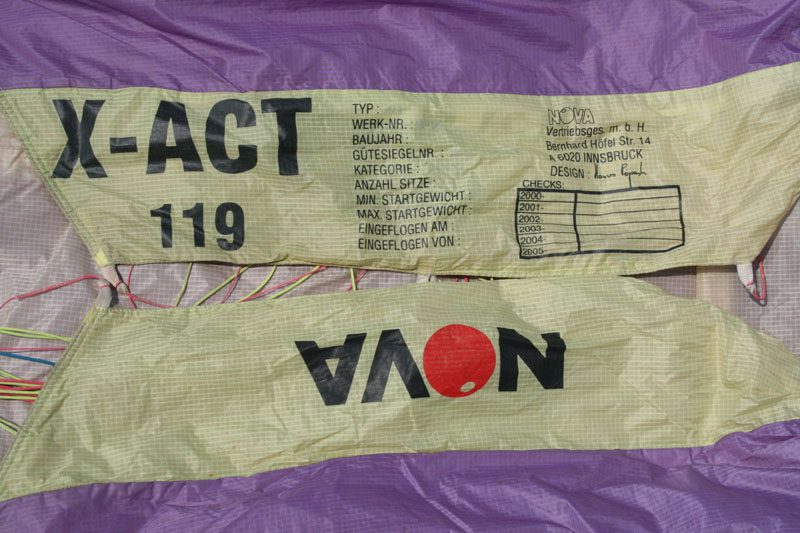 X-ACT
119
TYP :
WERK-NR. :
BAUJAHR :
GÜTESIEGELNR. :
KATEGORIE :
ANZAHL SITZE :
MIN. STARTGEWICHT :
MAX. STARTGEWICHT :
EINGEFLOGEN AM :
EINGEFLOGEN VON :
NOVA
Vertriebsges. m. b. H.
Bernhard Höfel Str. 14
A 6020 INNSBRUCK
DESIGN :
CHECKS:
2000-
2001-
2002-
2003-
2004-
2005-
NOVA